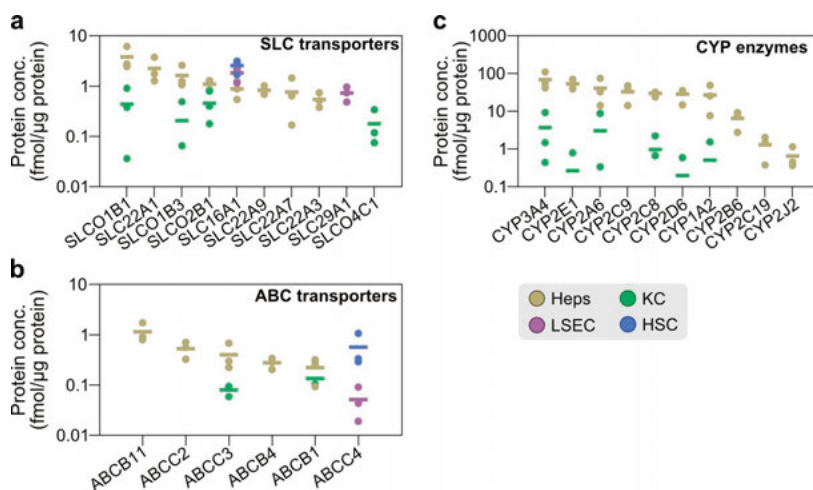 a
SLC transporters
Protein conc.
(fmol/µg protein)
10
1
0.1
0.01
SLCO1B1
SLC22A1
SLCO1B3
SLCO2B1
SLC16A1
SLC22A9
SLC22A7
SLC22A3
SLC29A1
SLCO4C1
b
ABC transporters
Protein conc.
(fmol/µg protein)
10
1
0.1
0.01
ABCB11
ABCC2
ABCC3
ABCB4
ABCB1
ABCC4
c
CYP enzymes
Protein conc.
(fmol/µg protein)
1000
100
10
1
0.1
CYP3A4
CYP2E1
CYP2A6
CYP2C9
CYP2C8
CYP2D6
CYP1A2
CYP2B6
CYP2C19
CYP2J2
Heps KC
LSEC HSC